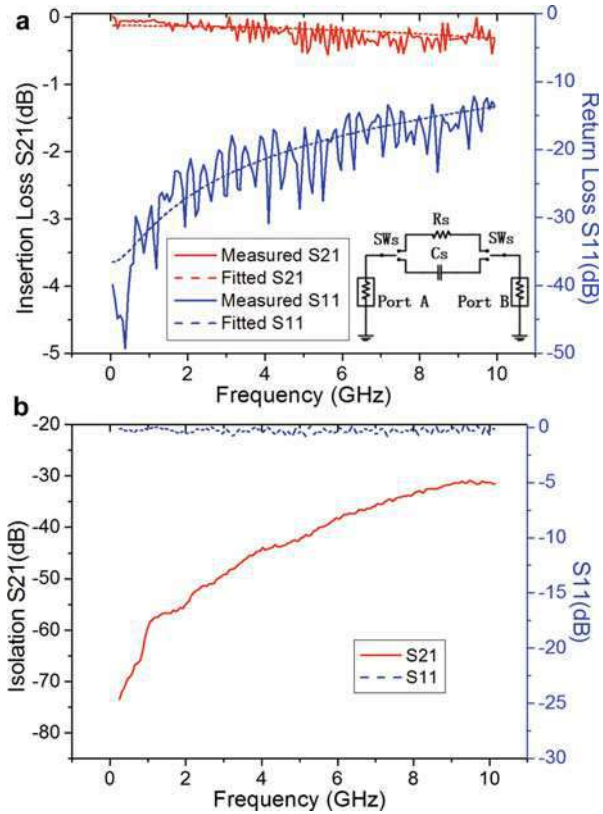 a
0
-1
-2
-3
-4
-5
Insertion Loss S21(dB)
0
-10
-20
-30
-40
-50
Return Loss S11(dB)
Measured S21
Fitted S21
Measured S11
Fitted S11
Rs
SWs
SWs
Cs
Port A
Port B
0 2 4 6 8 10
Frequency (GHz)
b
-20
-30
-40
-50
-60
-70
-80
Isolation S21(dB)
0
-5
-10
-15
-20
-25
-30
S11(dB)
S21
S11
0 2 4 6 8 10
Frequency (GHz)